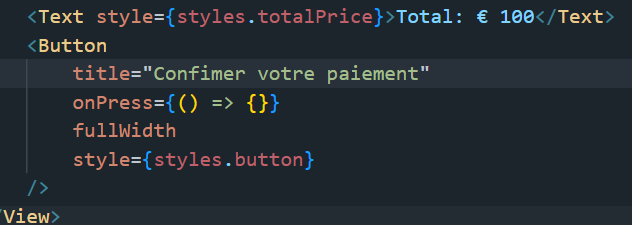 <Text style={styles.totalPrice}>Total: € 100</Text>
<Button
title="Confimer votre paiement"
onPress={() => {}}
fullWidth
style={styles.button}
/>
/View>